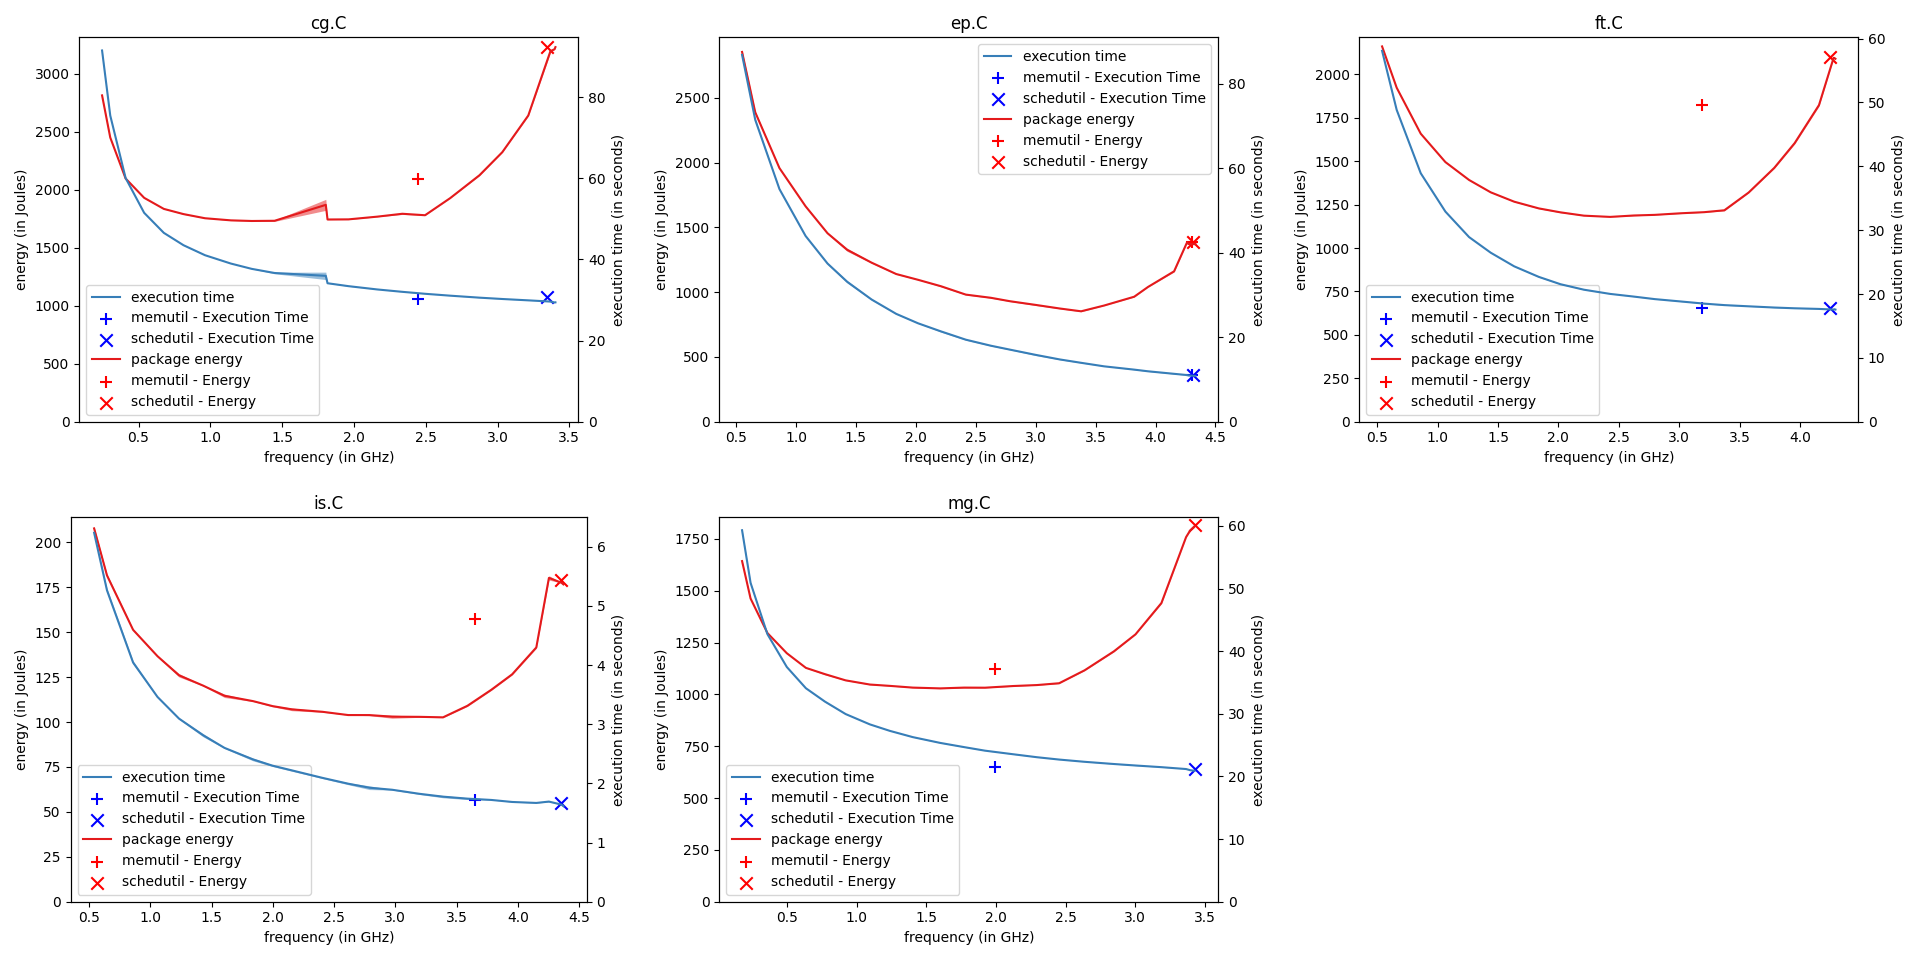 cg.C
energy (in Joules)
3000
2500
2000
1500
1000
500
0
execution time
memutil - Execution Time
schedutil - Execution Time
package energy
memutil - Energy
schedutil - Energy
80
60
40
20
0
execution time (in seconds)
0.5 1.0 1.5 2.0 2.5 3.0 3.5
frequency (in GHz)
ep.C
energy (in Joules)
2500
2000
1500
1000
500
0
execution time
memutil - Execution Time
schedutil - Execution Time
package energy
memutil - Energy
schedutil - Energy
80
60
40
20
0
execution time (in seconds)
0.5 1.0 1.5 2.0 2.5 3.0 3.5 4.0 4.5
frequency (in GHz)
ft.C
energy (in Joules)
2000
1750
1500
1250
1000
750
500
250
0
execution time
memutil - Execution Time
schedutil - Execution Time
package energy
memutil - Energy
schedutil - Energy
60
50
40
30
20
10
0
execution time (in seconds)
0.5 1.0 1.5 2.0 2.5 3.0 3.5 4.0
frequency (in GHz)
is.C
energy (in Joules)
200
175
150
125
100
75
50
25
0
execution time
memutil - Execution Time
schedutil - Execution Time
package energy
memutil - Energy
schedutil - Energy
6
5
4
3
2
1
0
execution time (in seconds)
0.5 1.0 1.5 2.0 2.5 3.0 3.5 4.0 4.5
frequency (in GHz)
mg.C
energy (in Joules)
1750
1500
1250
1000
750
500
250
0
execution time
memutil - Execution Time
schedutil - Execution Time
package energy
memutil - Energy
schedutil - Energy
60
50
40
30
20
10
0
execution time (in seconds)
0.5 1.0 1.5 2.0 2.5 3.0 3.5
frequency (in GHz)